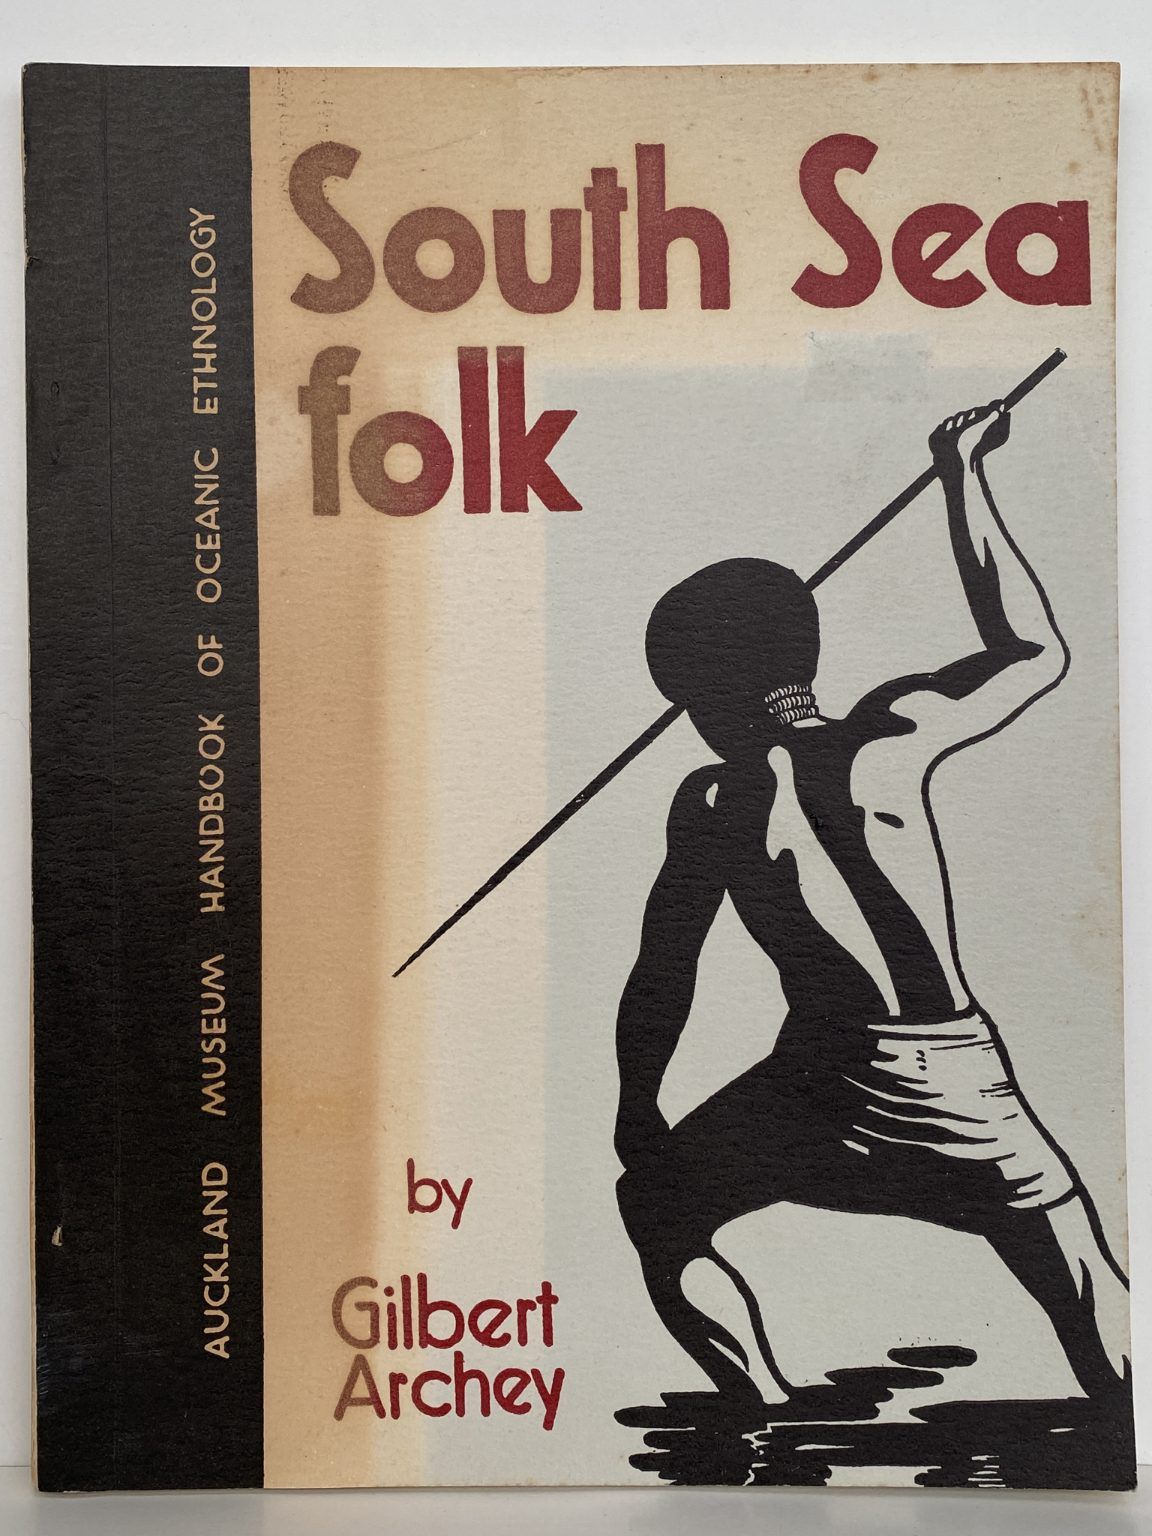 South Sea
folk
by
Gilbert
Archey
AUCKLAND MUSEUM HANDBOOK OF OCEANIC ETHNOLOGY